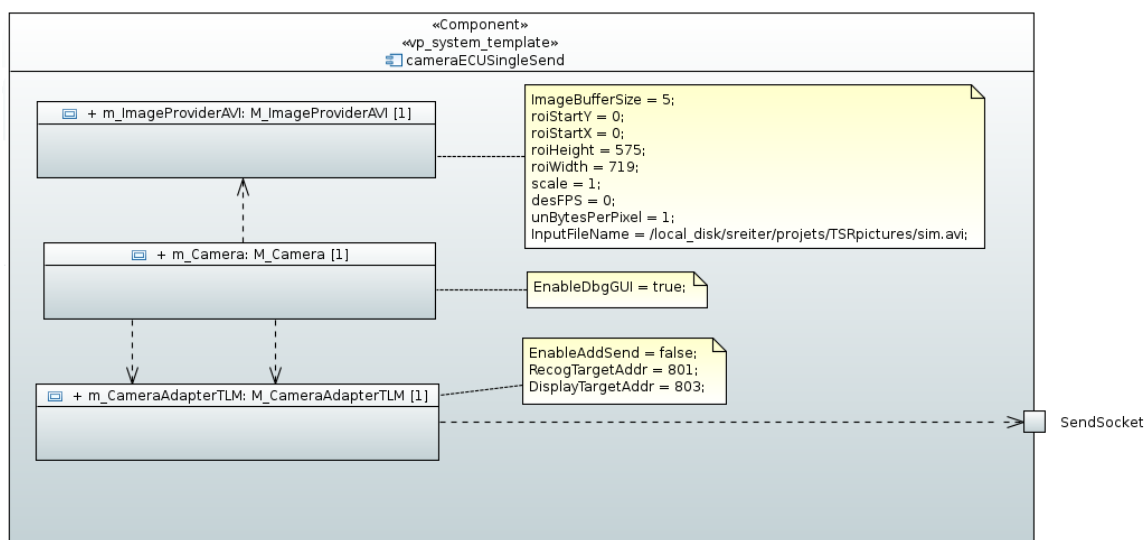 «Component»
«vp_system_template»
cameraECUSingleSend
+ m_ImageProviderAVI: M_ImageProviderAVI [1]
ImageBufferSize = 5;
roiStartY = 0;
roiStartX = 0;
roiHeight = 575;
roiWidth = 719;
scale = 1;
desFPS = 0;
unBytesPerPixel = 1;
InputFileName = /local_disk/sreiter/projets/TSRpictures/sim.avi;
+ m_Camera: M_Camera [1]
EnableDbgGUI = true;
EnableAddSend = false;
RecogTargetAddr = 801;
DisplayTargetAddr = 803;
+ m_CameraAdapterTLM: M_CameraAdapterTLM [1]
SendSocket